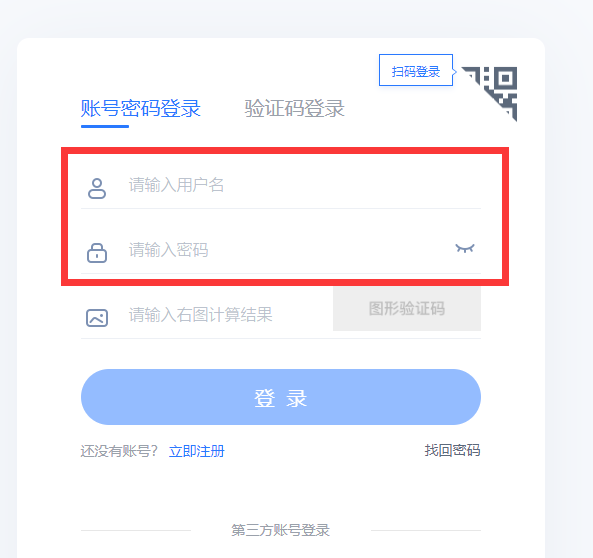 扫码登录
账号密码登录 验证码登录
请输入用户名
请输入密码
请输入右图计算结果 图形验证码
登 录
还没有账号？ 立即注册 找回密码
第三方账号登录